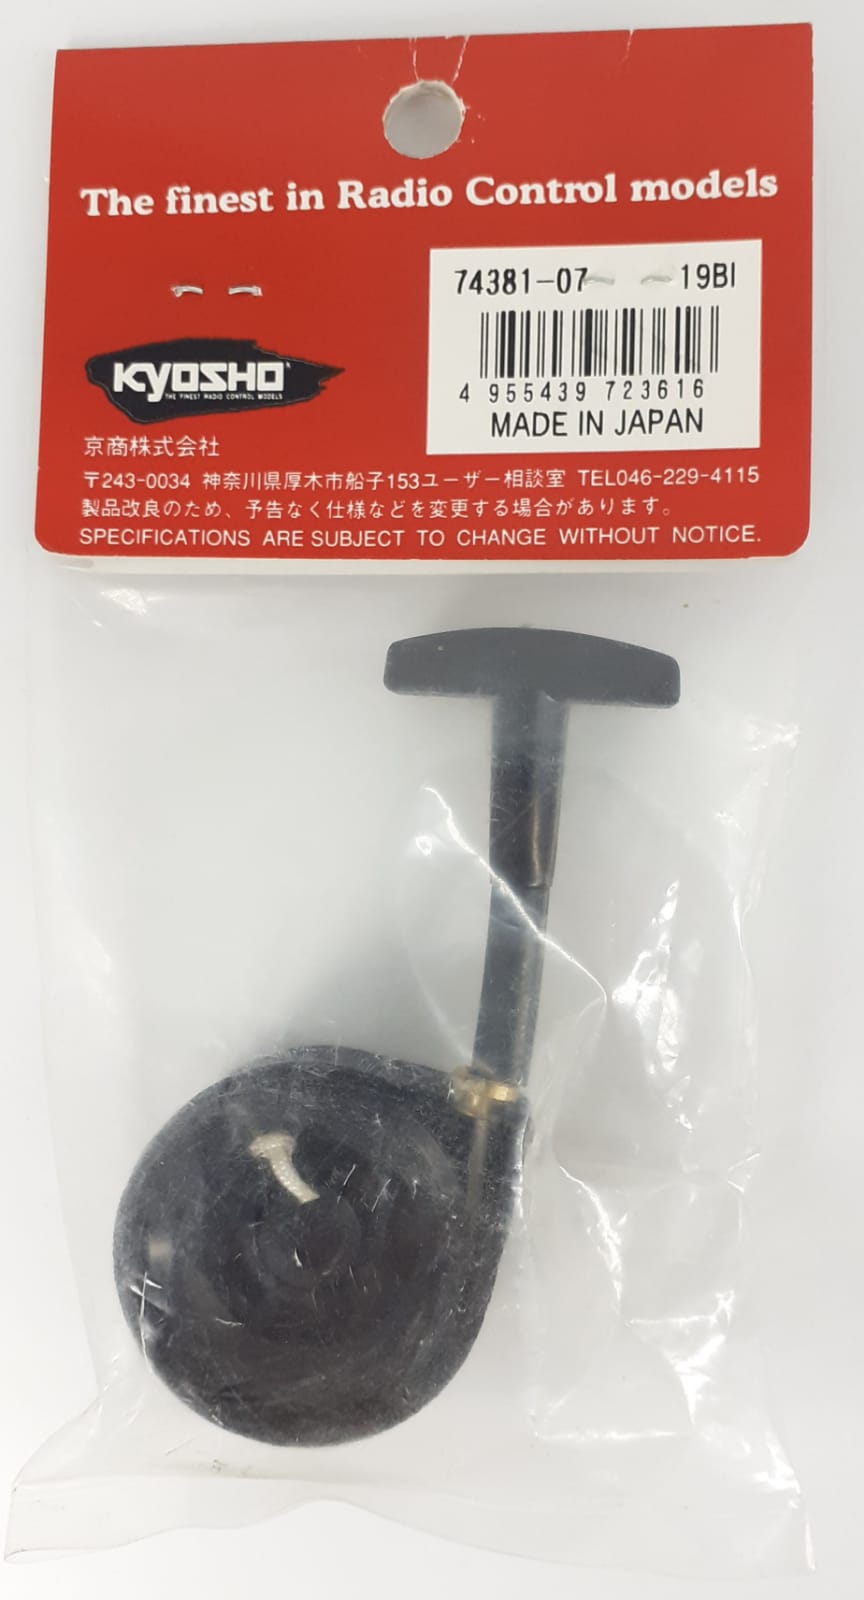 The finest in Radio Control models
74381-07 19BI
4 955439 723616
MADE IN JAPAN
KYOSHO
THE FINEST RADIO CONTROL MODELS
京商株式会社
〒243-0034 神奈川県厚木市船子153ユーザー相談室 TEL046-229-4115
製品改良のため、予告なく仕様などを変更する場合があります。
SPECIFICATIONS ARE SUBJECT TO CHANGE WITHOUT NOTICE.